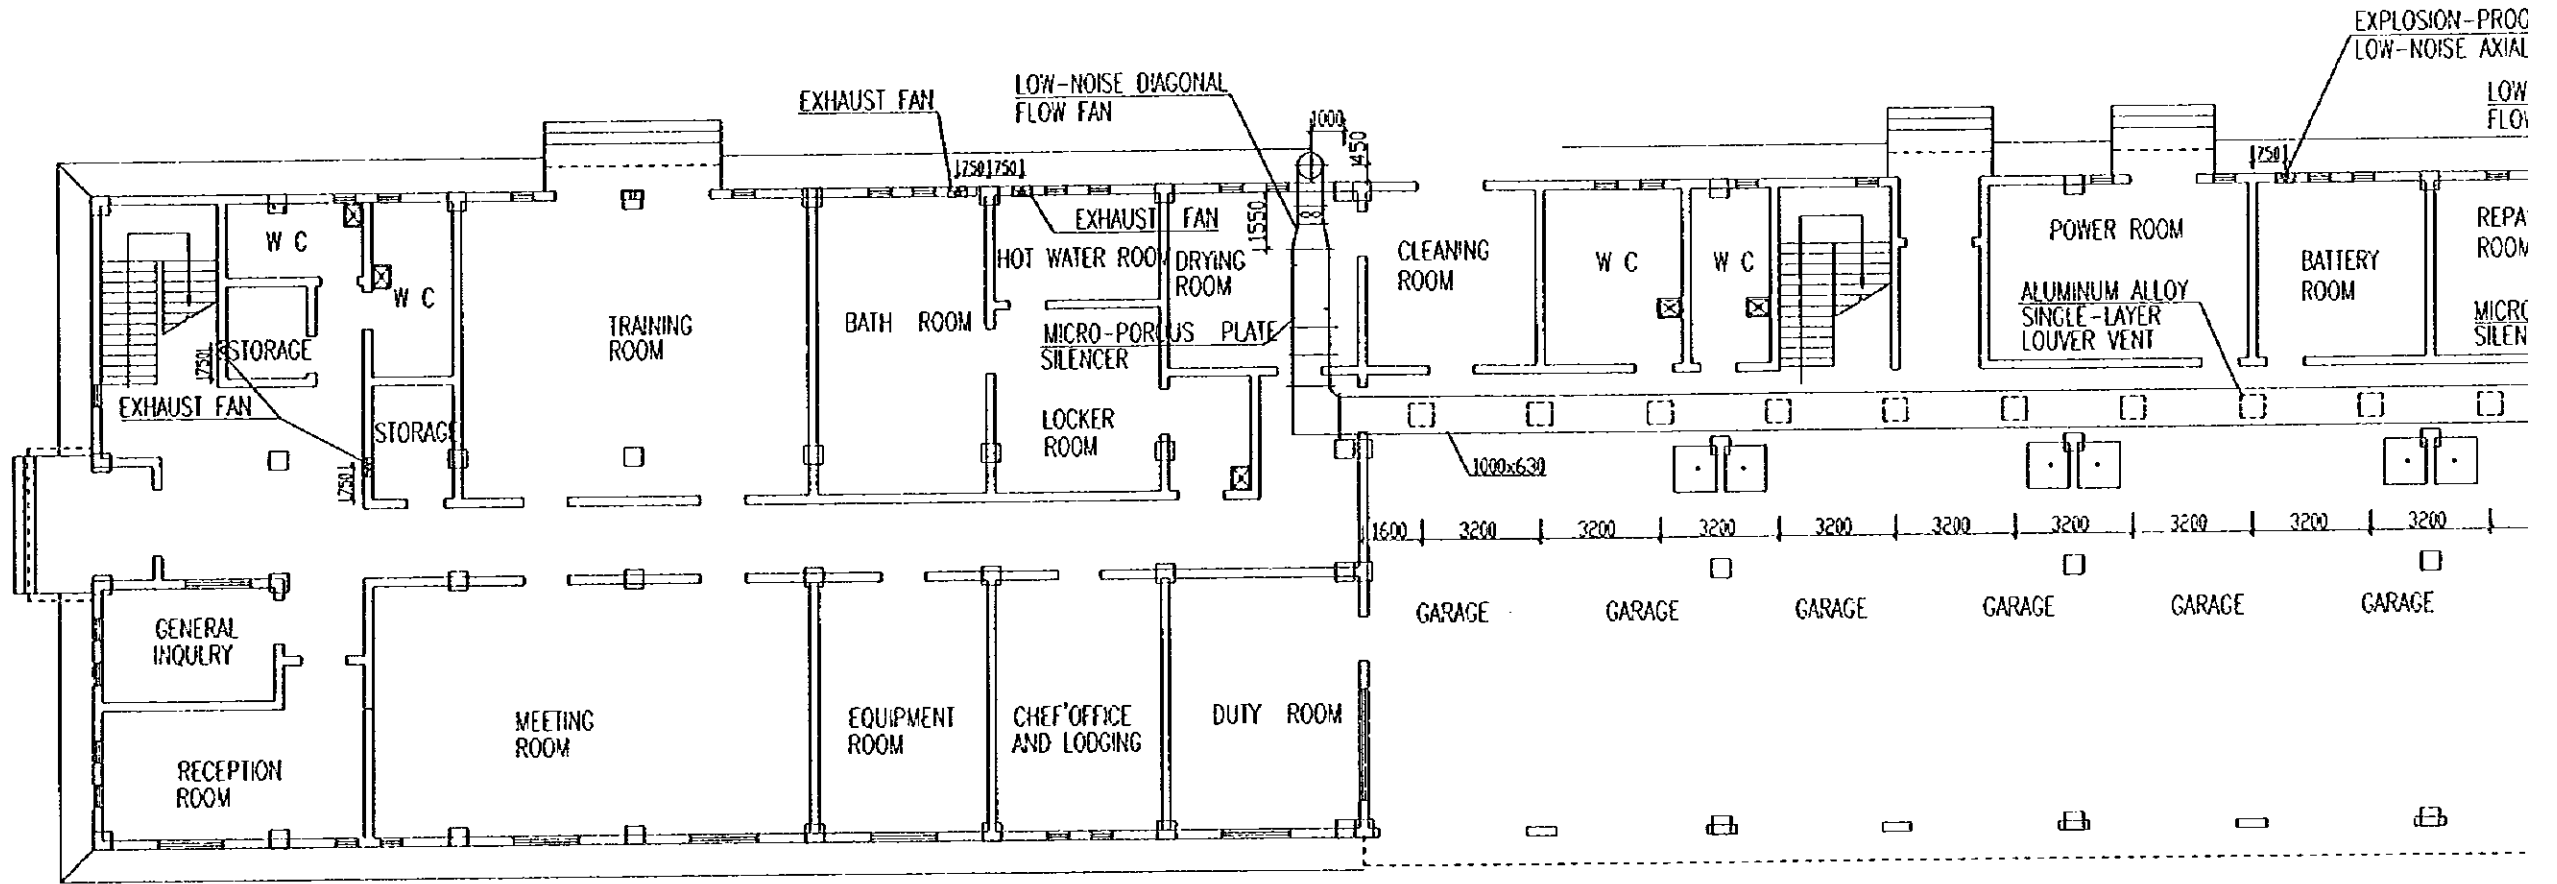 EXPLOSION-PROO
LOW-NOISE AXIAL
LOW
FLOW
EXHAUST FAN
LOW-NOISE DIAGONAL
FLOW FAN
1000
450
750 750
750
EXHAUST FAN
1550
W C
HOT WATER ROOM
DRYING
ROOM
CLEANING
ROOM
W C
W C
POWER ROOM
REPA
ROOM
BATTERY
ROOM
W C
ALUMINUM ALLOY
SINGLE-LAYER
LOUVER VENT
TRAINING
ROOM
BATH ROOM
MICRO-POROUS PLATE
SILENCER
MICRO
SILEN
STORAGE
750
EXHAUST FAN
STORAGE
LOCKER
ROOM
750
1000x630
1600 3200 3200 3200 3200 3200 3200 3200 3200 3200
GARAGE GARAGE GARAGE GARAGE GARAGE GARAGE
GENERAL
INQULRY
MEETING
ROOM
EQUIPMENT
ROOM
CHEF'OFFICE
AND LODGING
DUTY ROOM
RECEPTION
ROOM